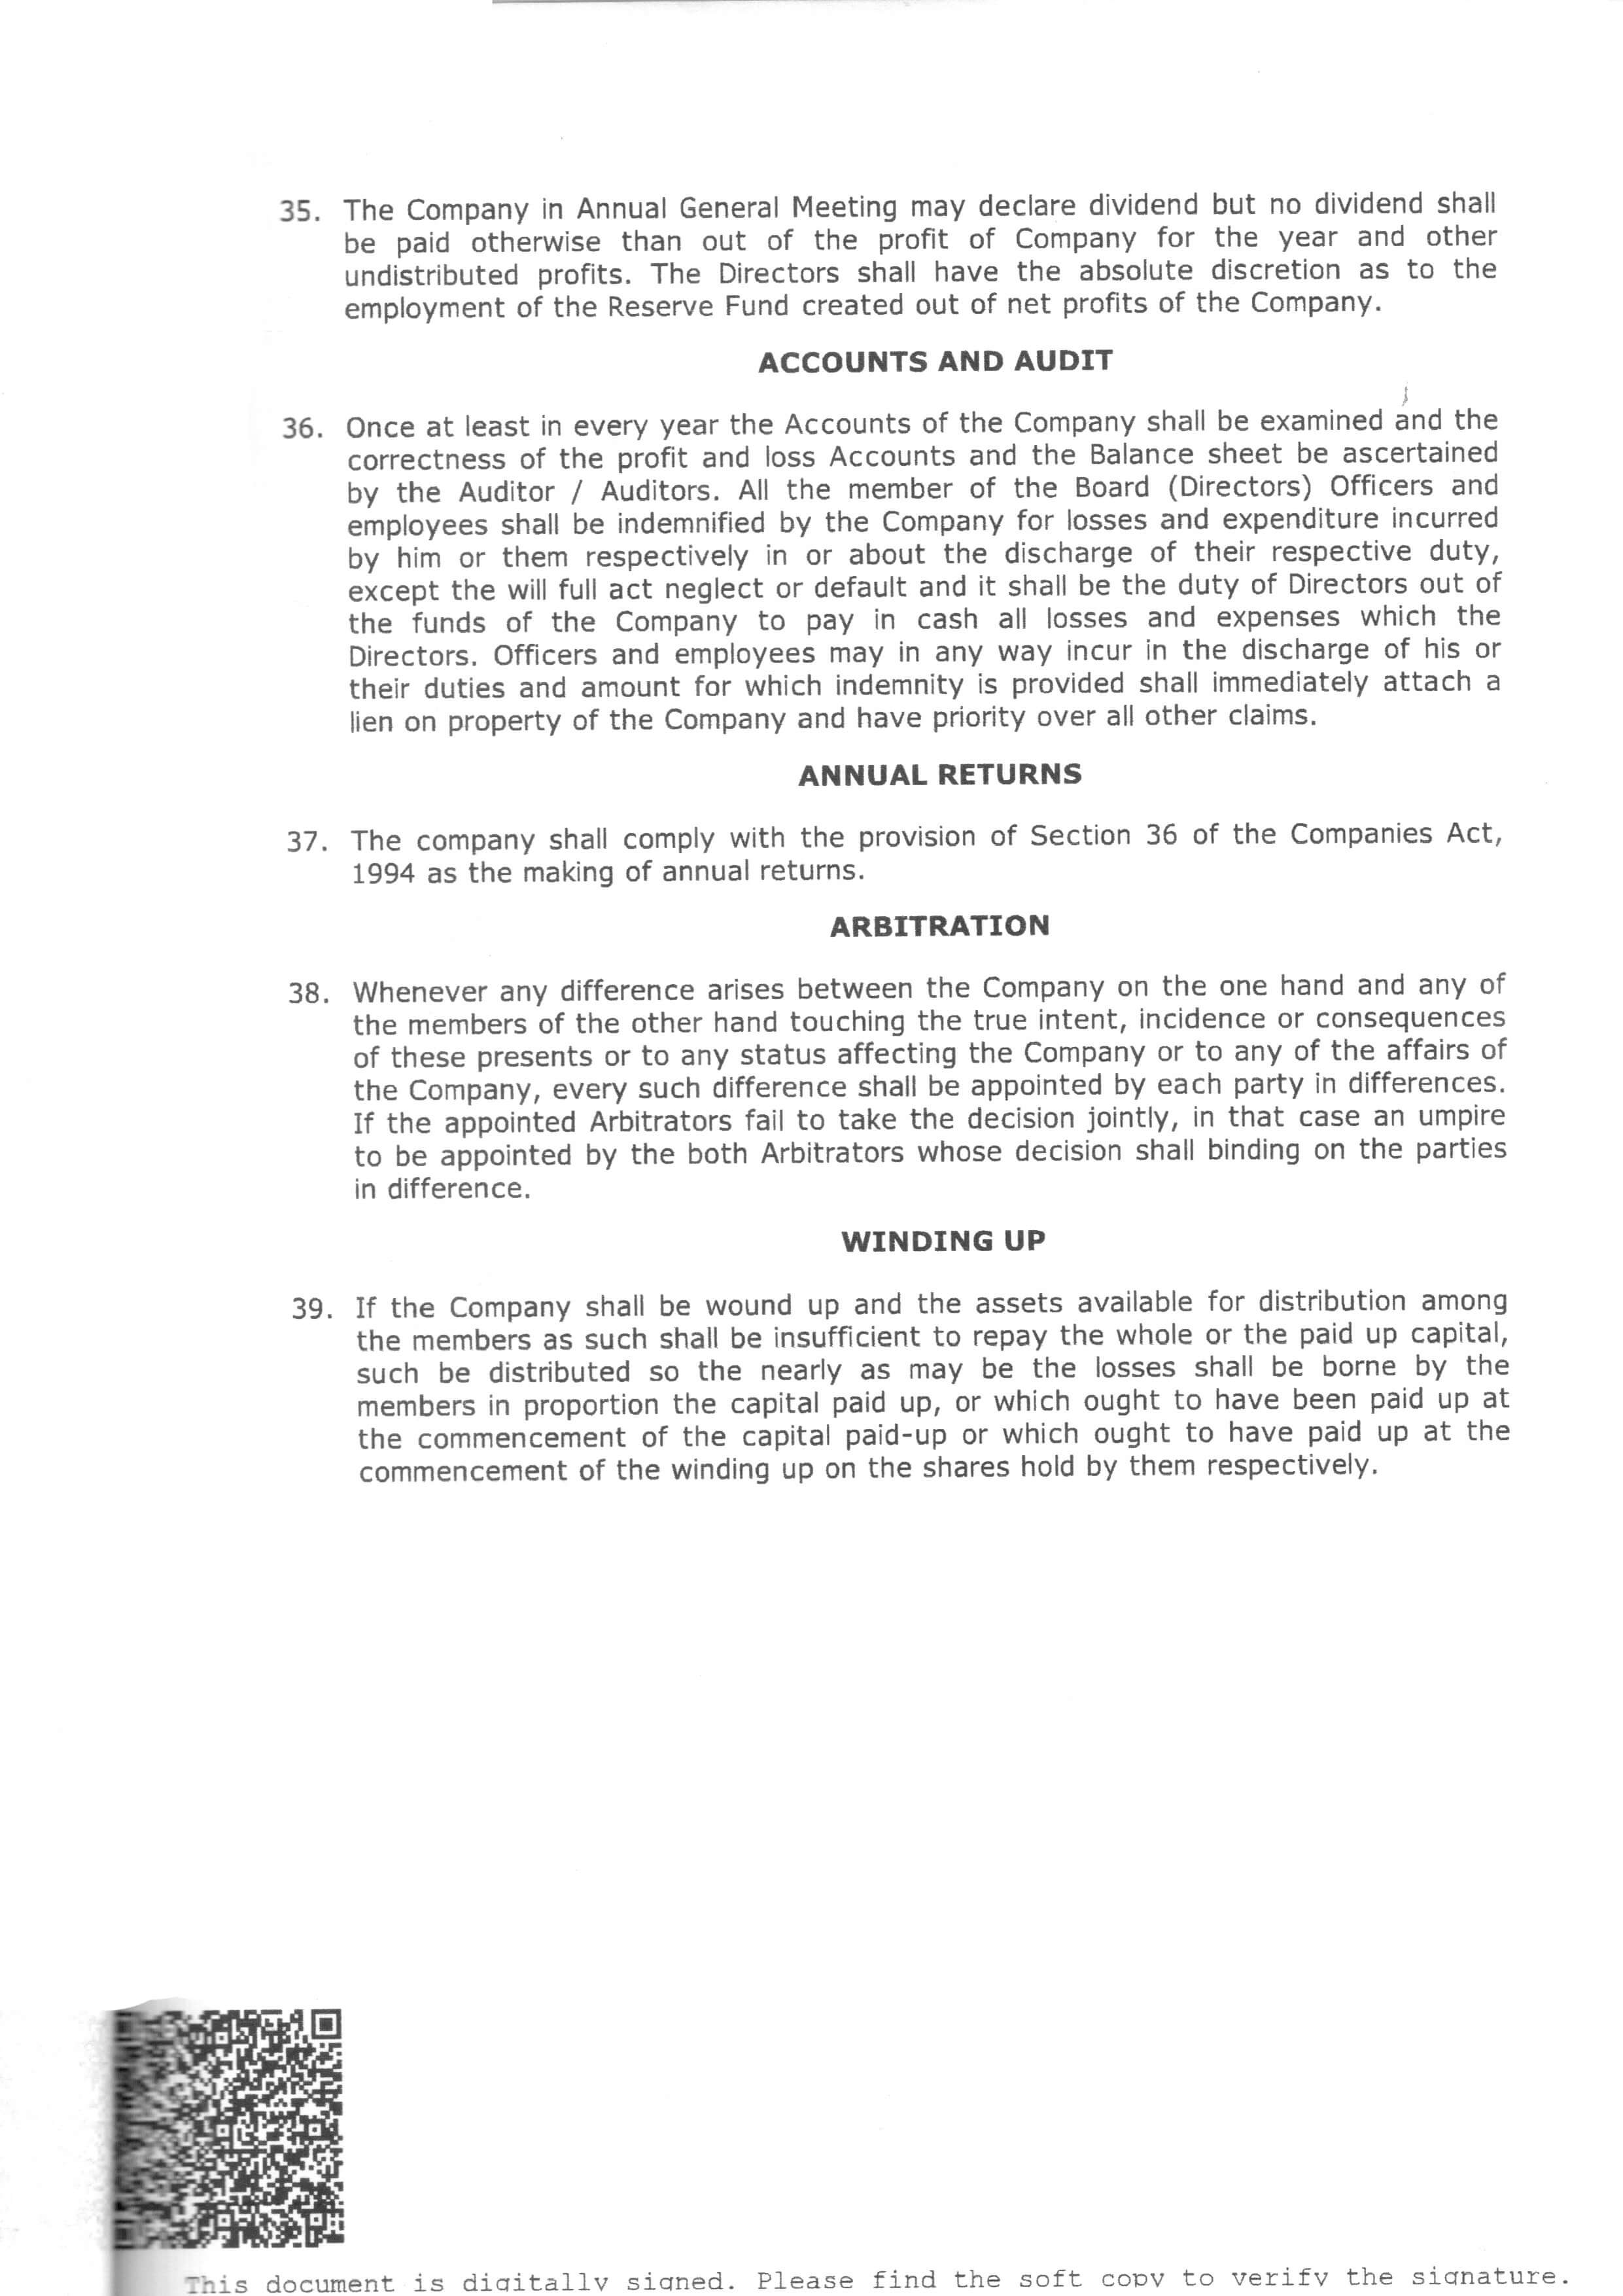 35. The Company in Annual General Meeting may declare dividend but no dividend shall
be paid otherwise than out of the profit of Company for the year and other
undistributed profits. The Directors shall have the absolute discretion as to the
employment of the Reserve Fund created out of net profits of the Company.
ACCOUNTS AND AUDIT
36. Once at least in every year the Accounts of the Company shall be examined and the
correctness of the profit and loss Accounts and the Balance sheet be ascertained
by the Auditor / Auditors. All the member of the Board (Directors) Officers and
employees shall be indemnified by the Company for losses and expenditure incurred
by him or them respectively in or about the discharge of their respective duty,
except the will full act neglect or default and it shall be the duty of Directors out of
the funds of the Company to pay in cash all losses and expenses which the
Directors. Officers and employees may in any way incur in the discharge of his or
their duties and amount for which indemnity is provided shall immediately attach a
lien on property of the Company and have priority over all other claims.
ANNUAL RETURNS
37. The company shall comply with the provision of Section 36 of the Companies Act,
1994 as the making of annual returns.
ARBITRATION
38. Whenever any difference arises between the Company on the one hand and any of
the members of the other hand touching the true intent, incidence or consequences
of these presents or to any status affecting the Company or to any of the affairs of
the Company, every such difference shall be appointed by each party in differences.
If the appointed Arbitrators fail to take the decision jointly, in that case an umpire
to be appointed by the both Arbitrators whose decision shall binding on the parties
in difference.
WINDING UP
39. If the Company shall be wound up and the assets available for distribution among
the members as such shall be insufficient to repay the whole or the paid up capital,
such be distributed so the nearly as may be the losses shall be borne by the
members in proportion the capital paid up, or which ought to have been paid up at
the commencement of the capital paid-up or which ought to have paid up at the
commencement of the winding up on the shares hold by them respectively.
This document is digitally signed. Please find the soft copy to verify the signature.